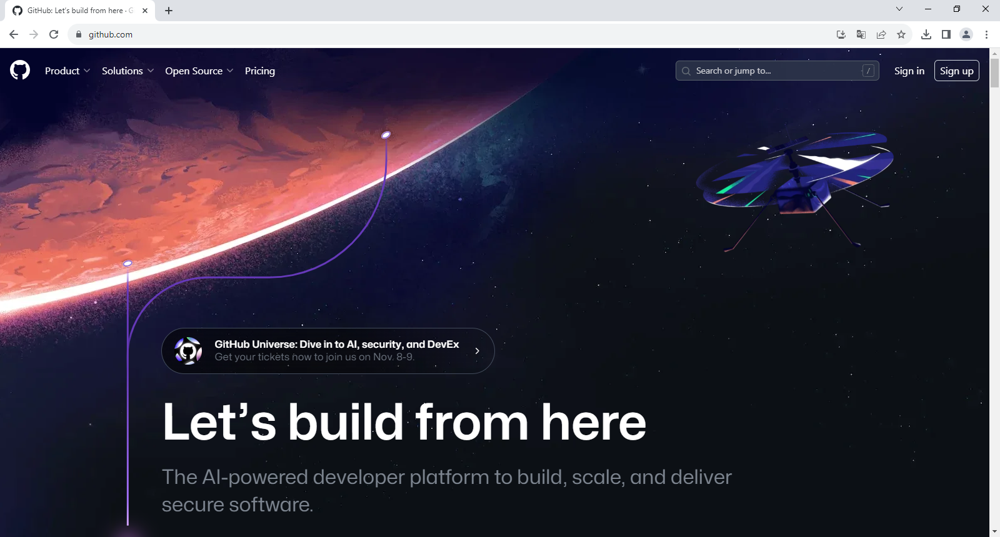 GitHub: Let's build from here · G
github.com
Product
Solutions
Open Source
Pricing
Search or jump to...
/
Sign in
Sign up
GitHub Universe: Dive in to AI, security, and DevEx
Get your tickets now to join us on Nov. 8-9.
Let’s build from here
The AI-powered developer platform to build, scale, and deliver
secure software.